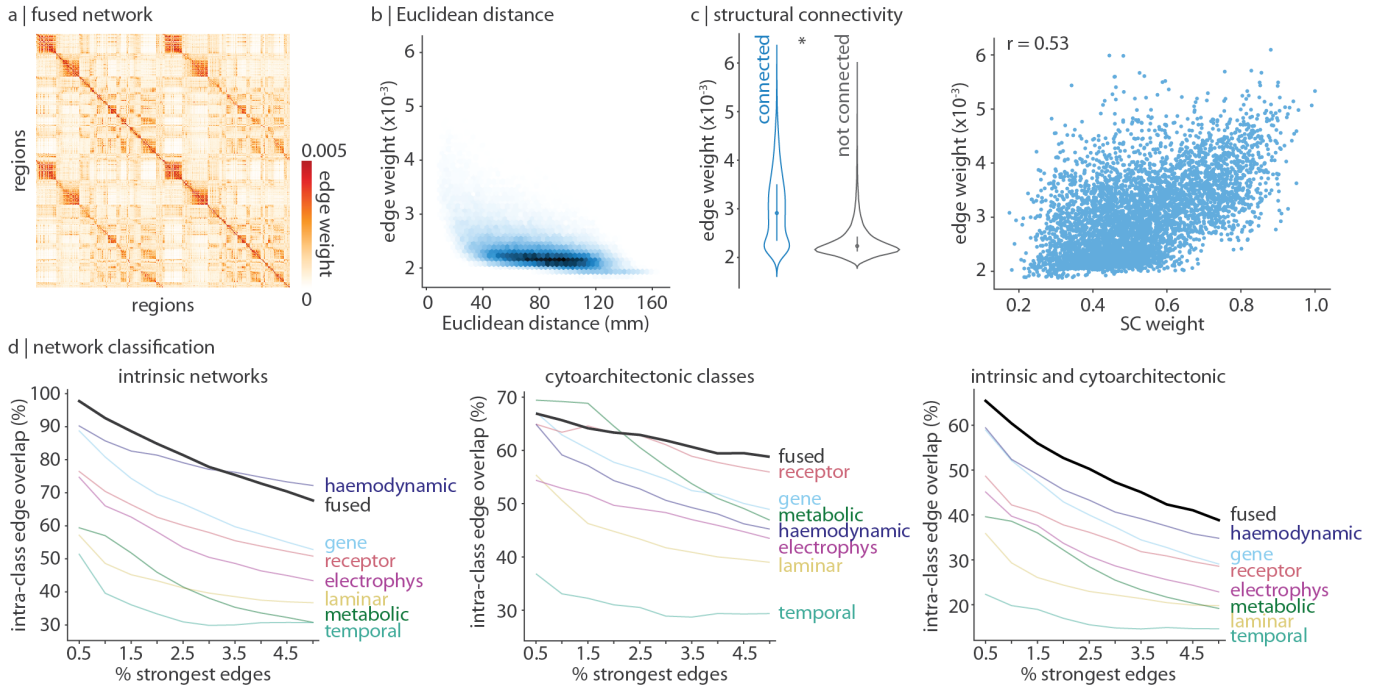 a | fused network
regions
regions
0.005
edge weight
0
b | Euclidean distance
edge weight (x10⁻³)
6
5
4
3
2
0 40 80 120 160
Euclidean distance (mm)
c | structural connectivity
edge weight (x10⁻³)
6
5
4
3
2
connected
*
not connected
r = 0.53
edge weight (x10⁻³)
6
5
4
3
2
0.2 0.4 0.6 0.8 1.0
SC weight
d | network classification
intrinsic networks
intra-class edge overlap (%)
100
90
80
70
60
50
40
30
haemodynamic
fused
gene
receptor
electrophys
laminar
metabolic
temporal
0.5 1.5 2.5 3.5 4.5
% strongest edges
cytoarchitectonic classes
intra-class edge overlap (%)
70
60
50
40
30
fused
receptor
gene
metabolic
haemodynamic
electrophys
laminar
temporal
0.5 1.5 2.5 3.5 4.5
% strongest edges
intrinsic and cytoarchitectonic
intra-class edge overlap (%)
60
50
40
30
20
fused
haemodynamic
gene
receptor
electrophys
metabolic
laminar
temporal
0.5 1.5 2.5 3.5 4.5
% strongest edges